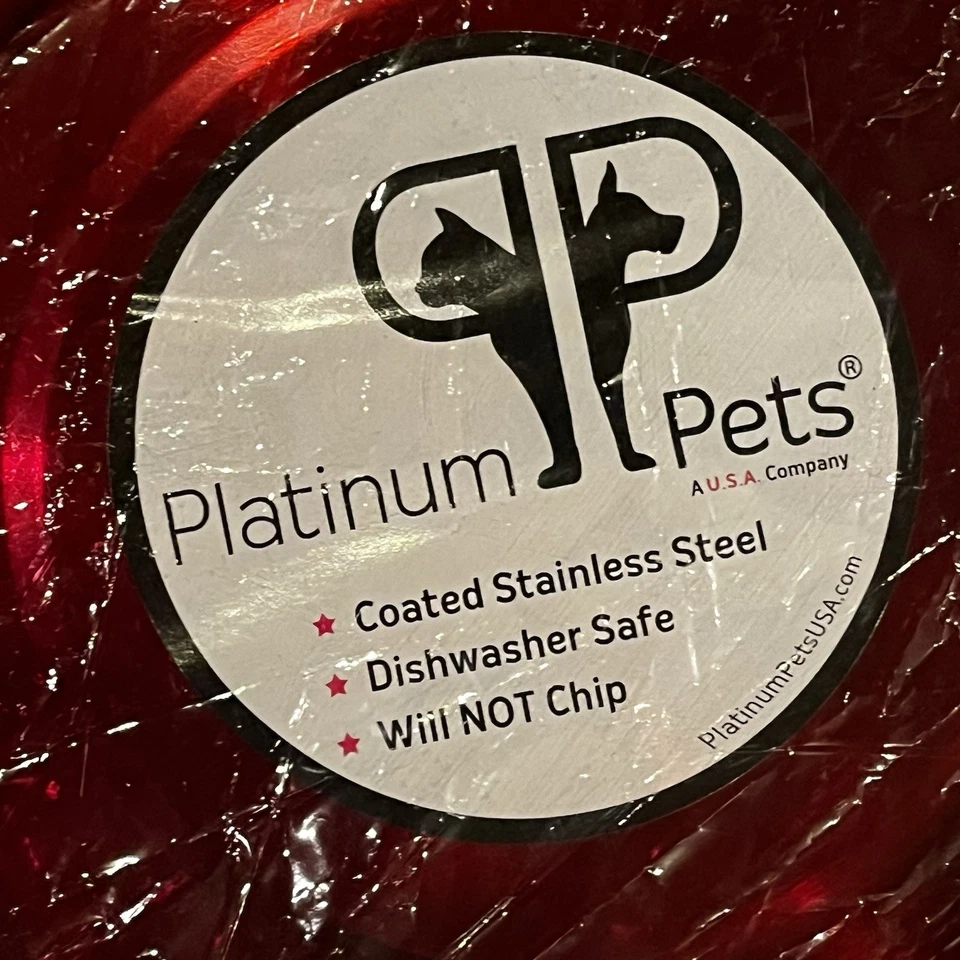 Platinum Pets®
A U.S.A. Company
Coated Stainless Steel
Dishwasher Safe
Will NOT Chip
PlatinumPetsUSA.com